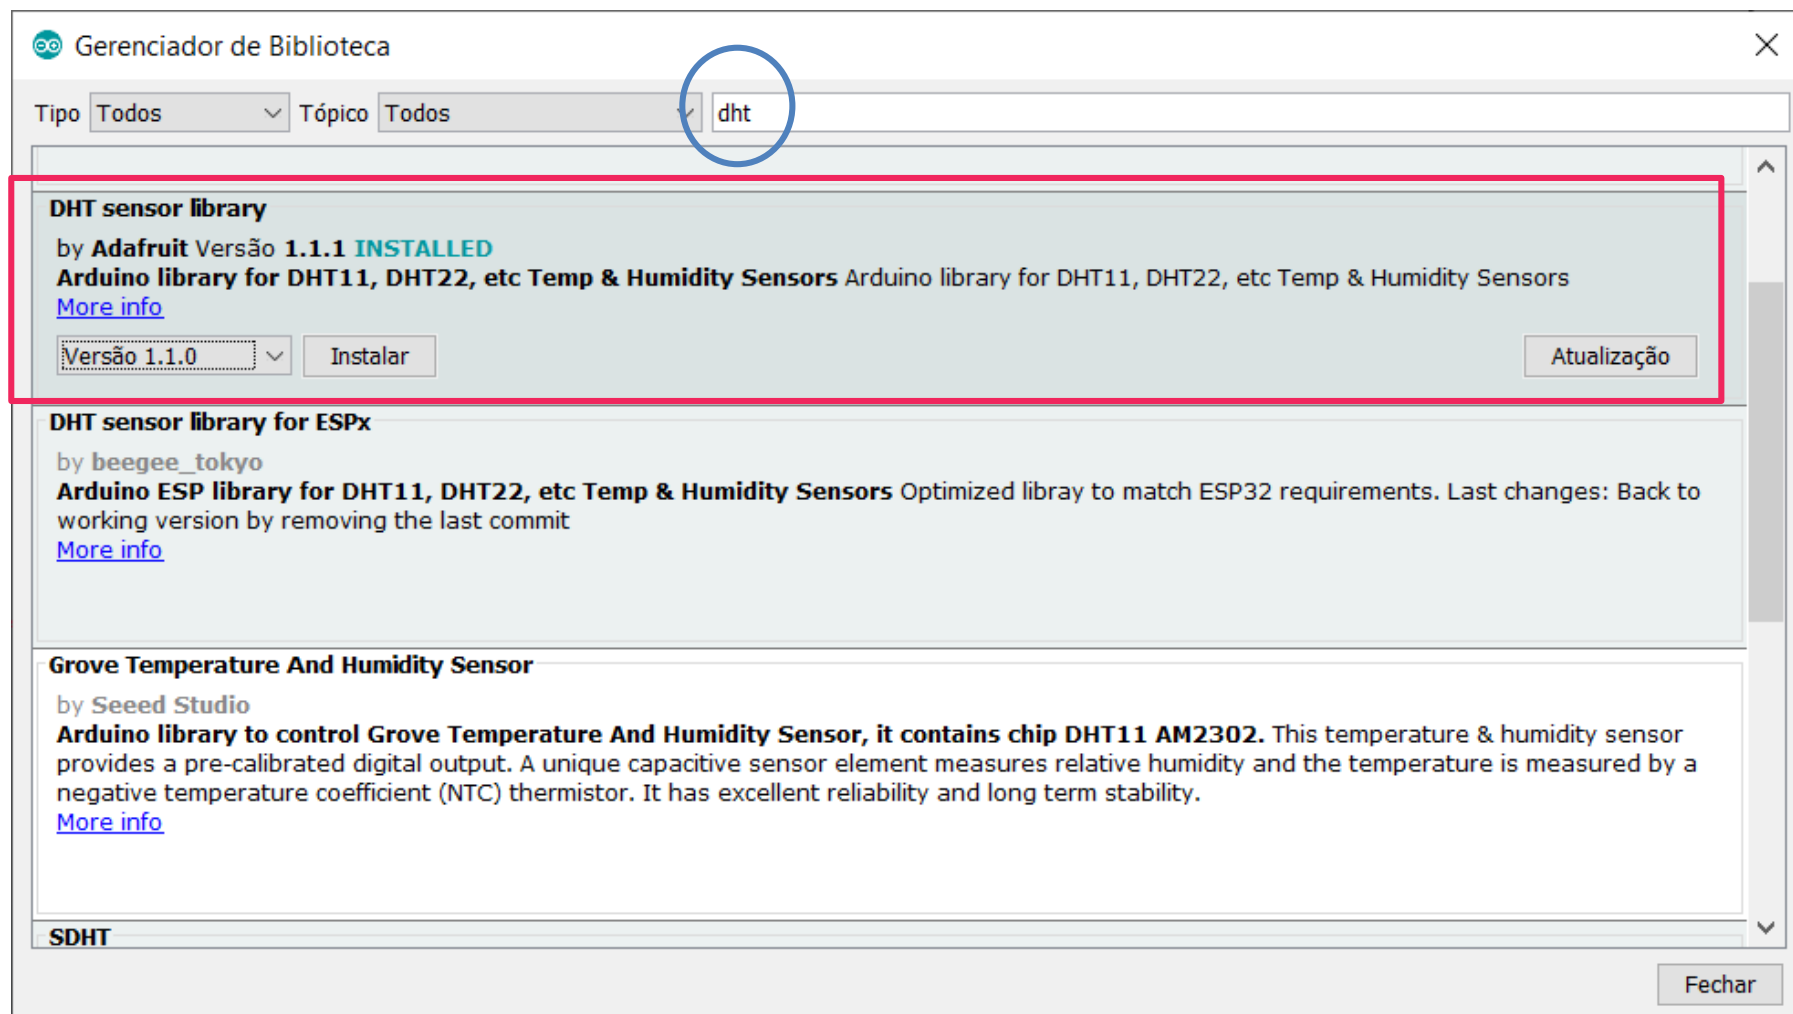 Gerenciador de Biblioteca
Tipo Todos Tópico Todos dht
DHT sensor library
by Adafruit Versão 1.1.1 INSTALLED
Arduino library for DHT11, DHT22, etc Temp & Humidity Sensors Arduino library for DHT11, DHT22, etc Temp & Humidity Sensors
More info
Versão 1.1.0 Instalar Atualização
DHT sensor library for ESPx
by beegee_tokyo
Arduino ESP library for DHT11, DHT22, etc Temp & Humidity Sensors Optimized libray to match ESP32 requirements. Last changes: Back to
working version by removing the last commit
More info
Grove Temperature And Humidity Sensor
by Seeed Studio
Arduino library to control Grove Temperature And Humidity Sensor, it contains chip DHT11 AM2302. This temperature & humidity sensor
provides a pre-calibrated digital output. A unique capacitive sensor element measures relative humidity and the temperature is measured by a
negative temperature coefficient (NTC) thermistor. It has excellent reliability and long term stability.
More info
SDHT
Fechar